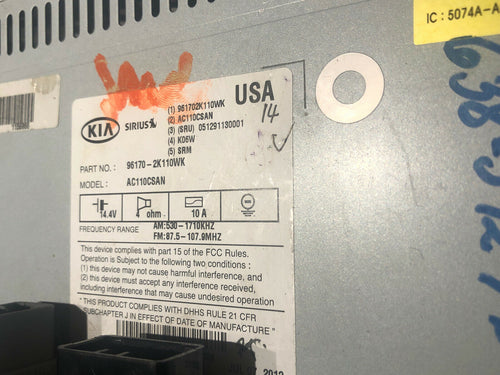 IC : 5074A-A
USA
14
KIA SIRIUS
(1) 961702K110WK
(2) AC110CSAN
(3) (SRU) 051291130001
(4) KD5W
(5) SRM
PART NO. : 96170 - 2K110WK
MODEL : AC110CSAN
14.4V 4 ohm 10 A
FREQUENCY RANGE AM:530 - 1710KHZ
FM:87.5 - 107.9MHZ
This device complies with part 15 of the FCC Rules.
Operation is Subject to the following two conditions :
(1) this device may not cause harmful interference, and
(2) this device must accept any interference received,
including interference that may cause undesired operation
" THIS PRODUCT COMPLIES WITH DHHS RULE 21 CFR
SUBCHAPTER J IN EFFECT OF DATE OF MANUFACTURE "
2012